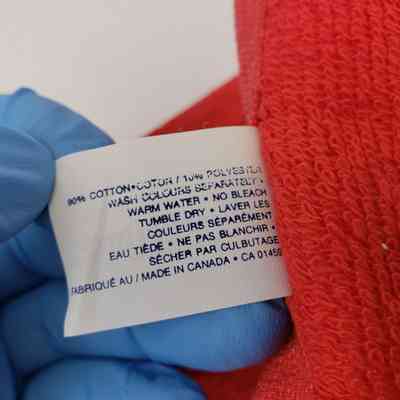 90% COTTON•COTON / 10% POLYESTER
WASH COLOURS SEPARATELY •
WARM WATER • NO BLEACH
TUMBLE DRY • LAVER LES
COULEURS SÉPARÉMENT
EAU TIÈDE • NE PAS BLANCHIR •
SÉCHER PAR CULBUTAGE
FABRIQUÉ AU / MADE IN CANADA • CA 01459